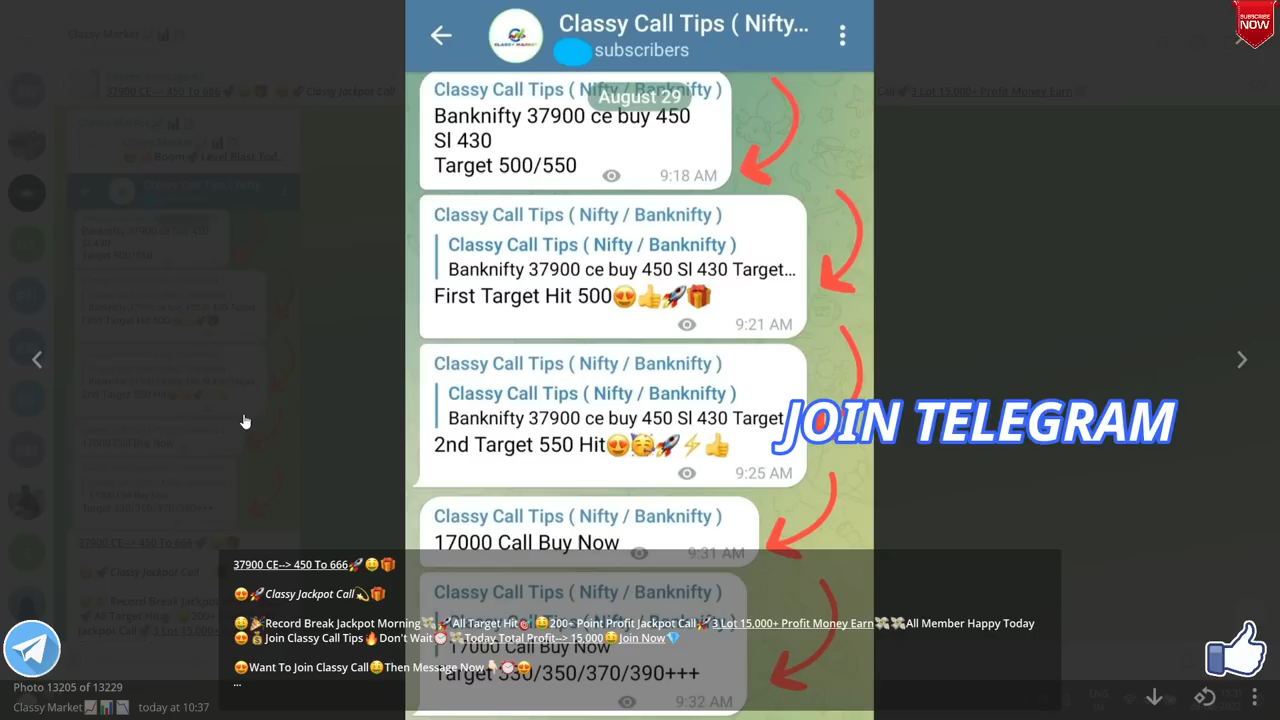 Classy Call Tips ( Nifty...
subscribers
SUBSCRIBE
NOW
CLASSY MARKET
August 29
Classy Call Tips ( Nifty / Banknifty )
Banknifty 37900 ce buy 450
Sl 430
Target 500/550
9:18 AM
Classy Call Tips ( Nifty / Banknifty )
Classy Call Tips ( Nifty / Banknifty )
Banknifty 37900 ce buy 450 Sl 430 Target...
First Target Hit 500😍👍🚀🎁
9:21 AM
Classy Call Tips ( Nifty / Banknifty )
Classy Call Tips ( Nifty / Banknifty )
Banknifty 37900 ce buy 450 Sl 430 Target
2nd Target 550 Hit😍🥳🚀⚡👍
9:25 AM
JOIN TELEGRAM
Classy Call Tips ( Nifty / Banknifty )
17000 Call Buy Now
9:31 AM
Classy Call Tips ( Nifty / Banknifty )
17000 Call Buy Now
Target 330/350/370/390+++
9:32 AM
37900 CE--> 450 To 666🚀🤑🎁
😍🚀Classy Jackpot Call💫🎁
🤑🎉Record Break Jackpot Morning💸🚀All Target Hit🎯🤑200+ Point Profit Jackpot Call🚀3 Lot 15,000+ Profit Money Earn💸💸All Member Happy Today
😍💰Join Classy Call Tips🔥Don't Wait⏰💸Today Total Profit--> 15,000🤑Join Now💎
😍Want To Join Classy Call🤑Then Message Now👇🏻⏰😍
...
Photo 13205 of 13229
Classy Market📈📊📉 today at 10:37